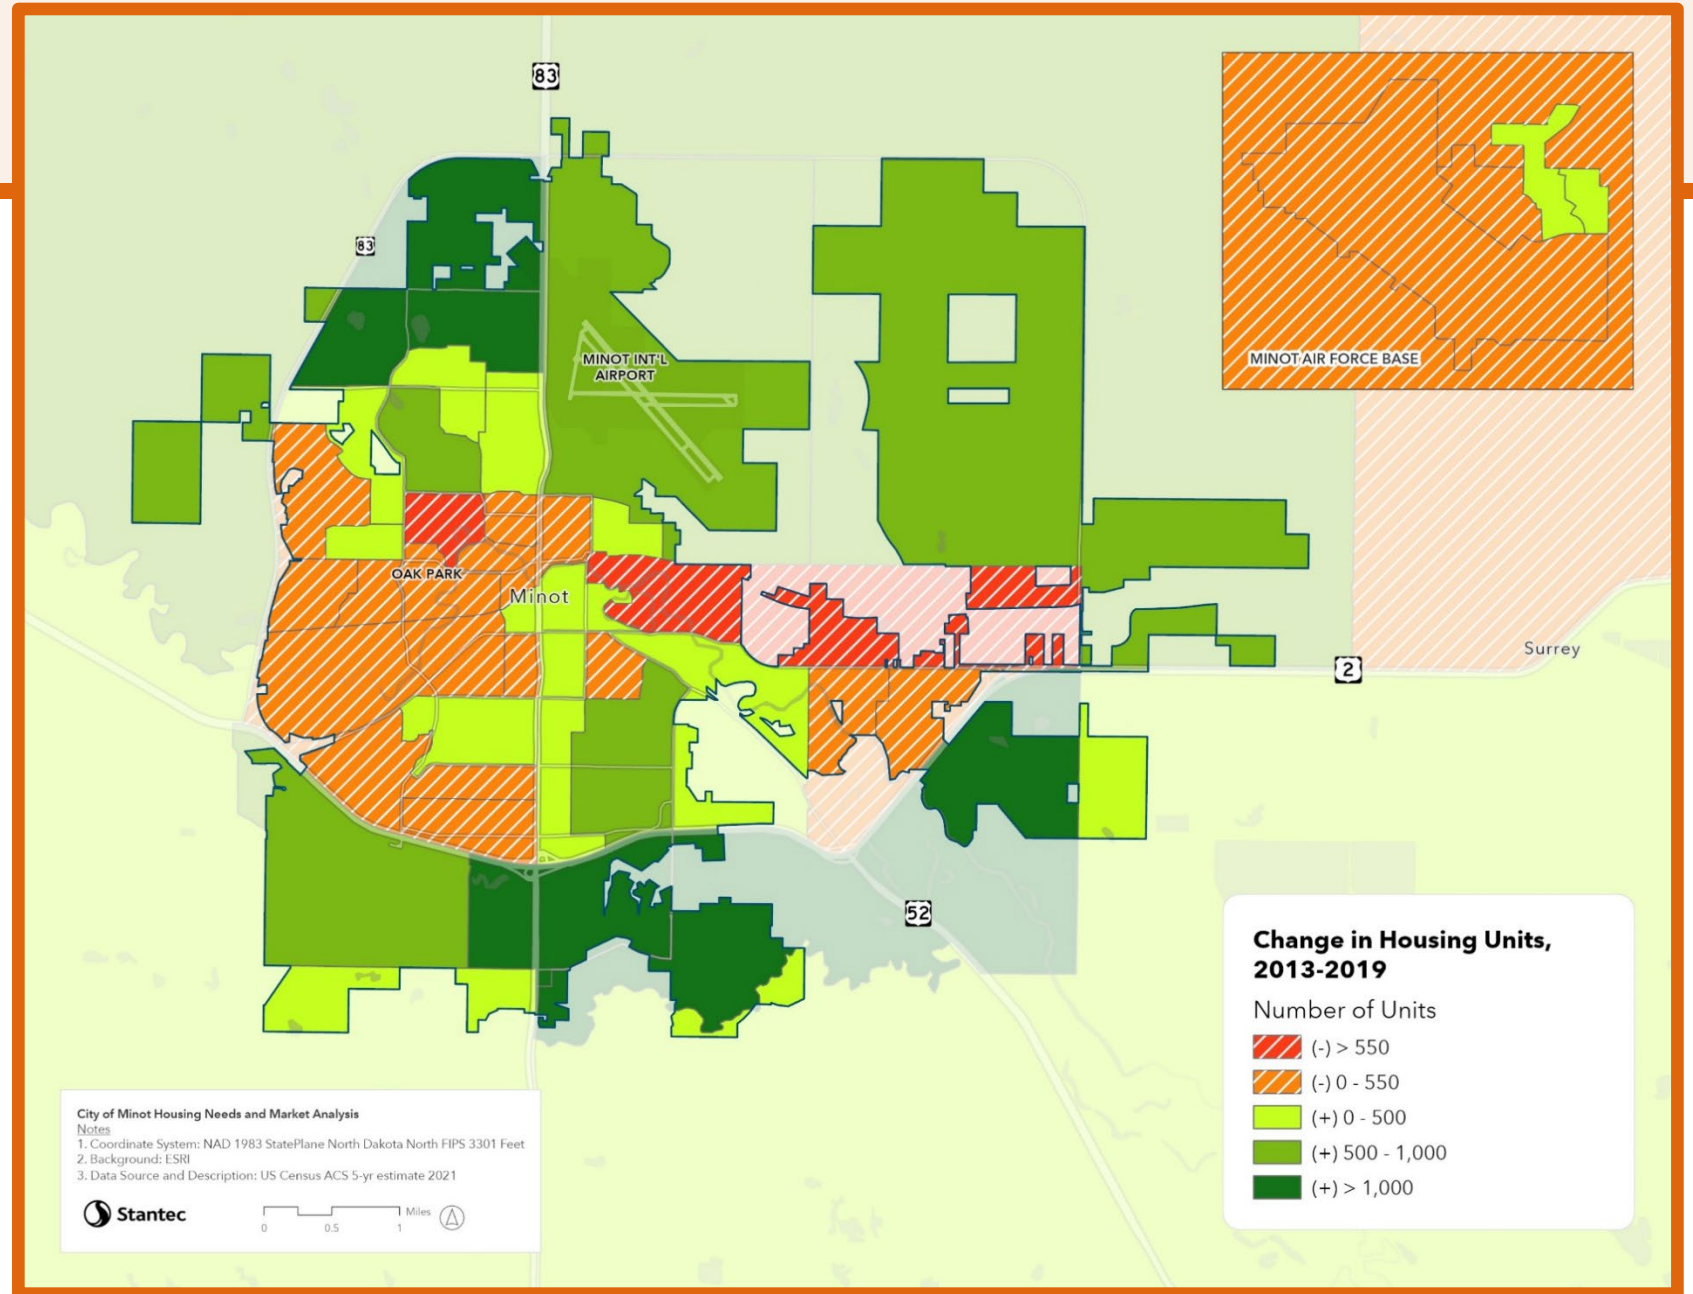 83
83
MINOT INT'L
AIRPORT
MINOT AIR FORCE BASE
OAK PARK
Minot
Surrey
2
52
Change in Housing Units,
2013-2019
Number of Units
(-) > 550
(-) 0 - 550
(+) 0 - 500
(+) 500 - 1,000
(+) > 1,000
City of Minot Housing Needs and Market Analysis
Notes
1. Coordinate System: NAD 1983 StatePlane North Dakota North FIPS 3301 Feet
2. Background: ESRI
3. Data Source and Description: US Census ACS 5-yr estimate 2021
Stantec
Miles
0 0.5 1